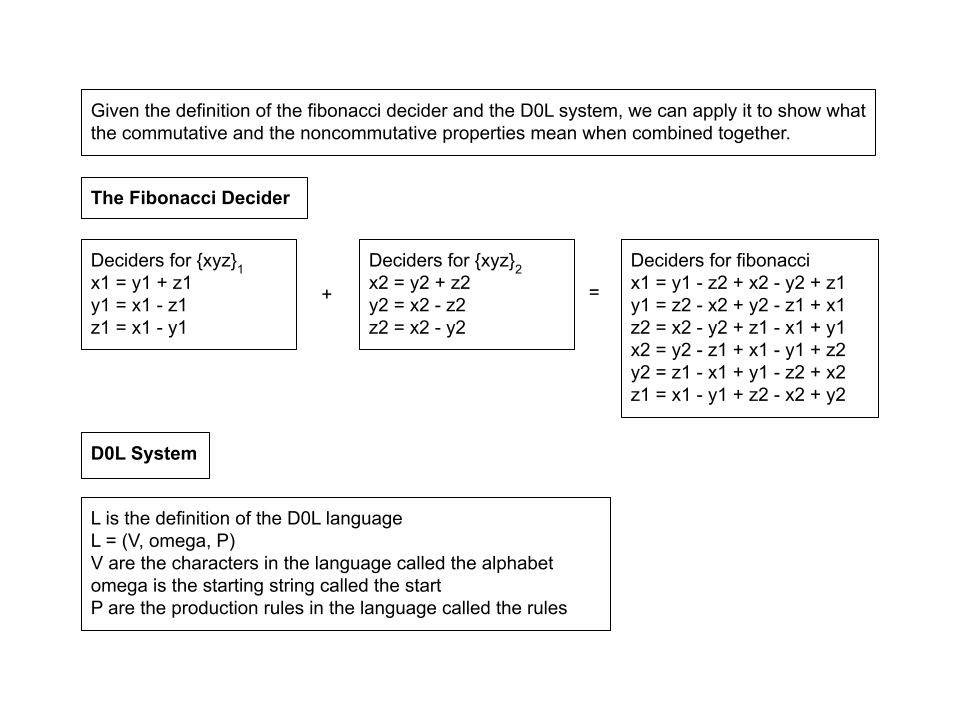 Given the definition of the fibonacci decider and the D0L system, we can apply it to show what
the commutative and the noncommutative properties mean when combined together.
The Fibonacci Decider
Deciders for {xyz}1
x1 = y1 + z1
y1 = x1 - z1
z1 = x1 - y1
+
Deciders for {xyz}2
x2 = y2 + z2
y2 = x2 - z2
z2 = x2 - y2
=
Deciders for fibonacci
x1 = y1 - z2 + x2 - y2 + z1
y1 = z2 - x2 + y2 - z1 + x1
z2 = x2 - y2 + z1 - x1 + y1
x2 = y2 - z1 + x1 - y1 + z2
y2 = z1 - x1 + y1 - z2 + x2
z1 = x1 - y1 + z2 - x2 + y2
D0L System
L is the definition of the D0L language
L = (V, omega, P)
V are the characters in the language called the alphabet
omega is the starting string called the start
P are the production rules in the language called the rules